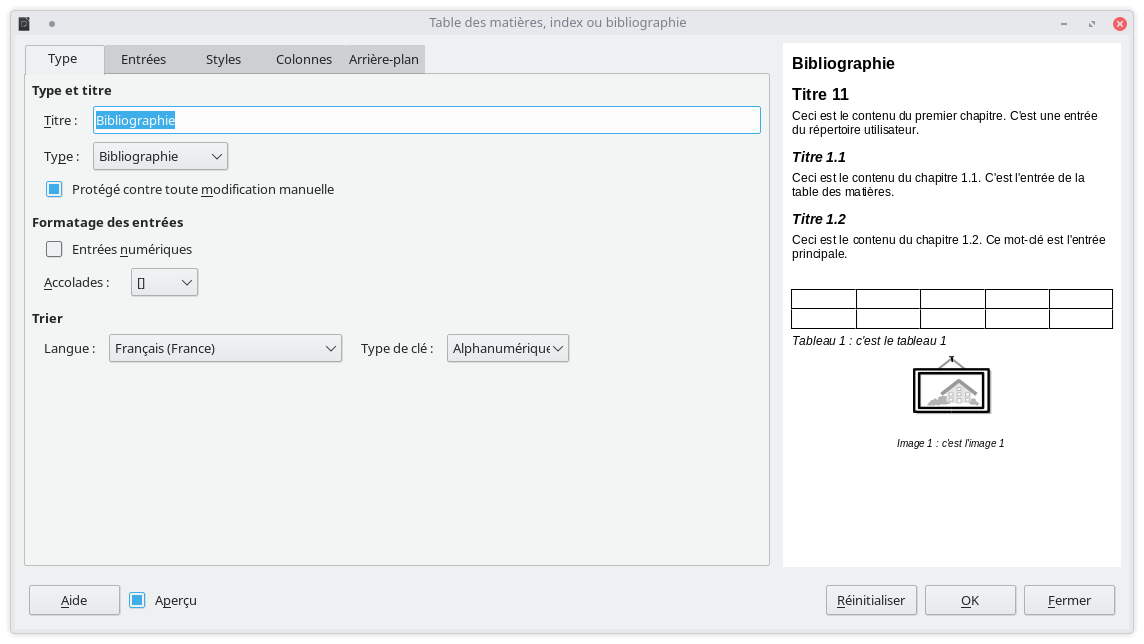 Table des matières, index ou bibliographie
Type
Entrées
Styles
Colonnes
Arrière-plan
Type et titre
Titre :
Bibliographie
Type :
Bibliographie
Protégé contre toute modification manuelle
Formatage des entrées
Entrées numériques
Accolades :
[]
Trier
Langue :
Français (France)
Type de clé :
Alphanumérique
Bibliographie
Titre 11
Ceci est le contenu du premier chapitre. C'est une entrée
du répertoire utilisateur.
Titre 1.1
Ceci est le contenu du chapitre 1.1. C'est l'entrée de la
table des matières.
Titre 1.2
Ceci est le contenu du chapitre 1.2. Ce mot-clé est l'entrée
principale.
Tableau 1 : c'est le tableau 1
Image 1 : c'est l'image 1
Aide
Aperçu
Réinitialiser
OK
Fermer